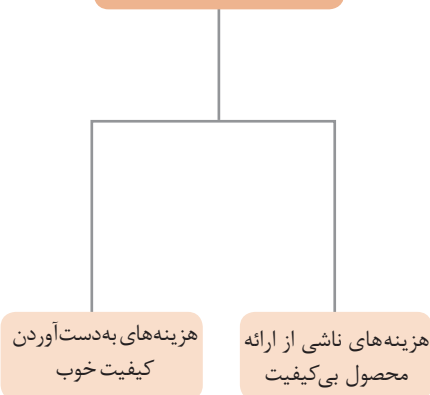 هزینه‌های ناشی از ارائه
محصول بی‌کیفیت
هزینه‌های به‌دست‌آوردن
کیفیت خوب